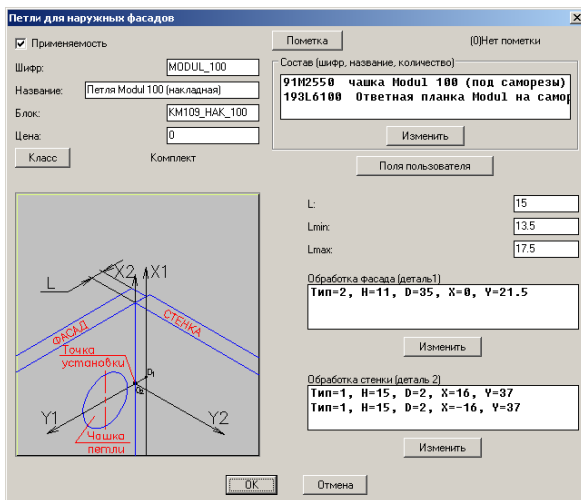 Петли для наружных фасадов
Применяемость
Пометка
(0)Нет пометки
Шифр:
MODUL_100
Название:
Петля Modul 100 (накладная)
Блок:
KM109_HAK_100
Цена:
0
Класс
Комплект
Состав (шифр, название, количество)
91M2550 чашка Modul 100 (под саморезы)
193L6100 Ответная планка Modul на самор
Изменить
Поля пользователя
L:
15
Lmin:
13.5
Lmax:
17.5
Обработка фасада (деталь1)
Тип=2, H=11, D=35, X=0, Y=21.5
Изменить
Обработка стенки (деталь 2)
Тип=1, H=15, D=2, X=16, Y=37
Тип=1, H=15, D=2, X=-16, Y=37
Изменить
L
X2
X1
ФАСАД
СТЕНКА
Точка
установки
D1
Y1
Y2
Чашка
петли
OK
Отмена